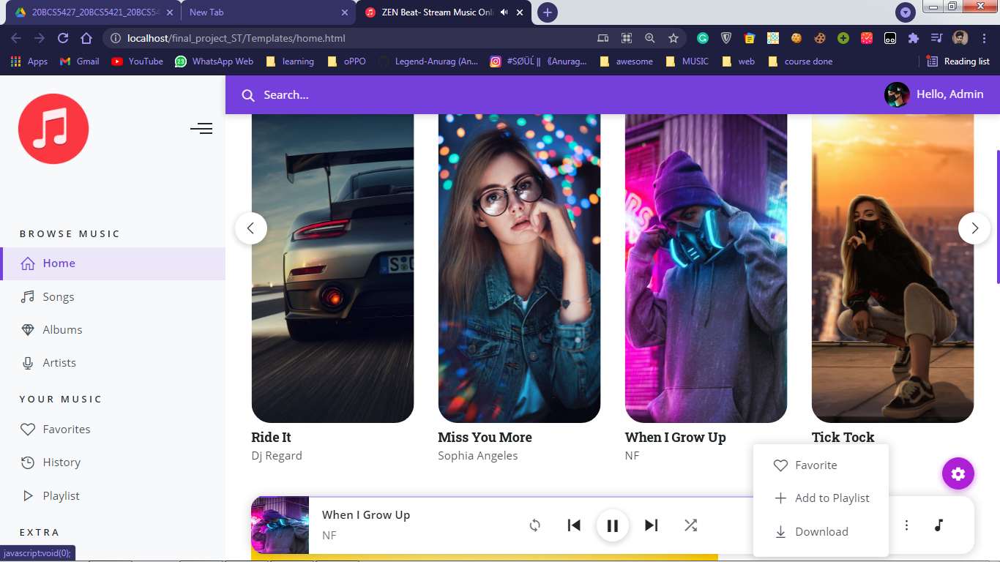 20BCS5427_20BCS5421_20BCS54
New Tab
ZEN Beat- Stream Music Onli
localhost/final_project_ST/Templates/home.html
Apps
Gmail
YouTube
23
WhatsApp Web
learning
oPPO
Legend-Anurag (An...
#SØÜĹ || 《Anurag...
awesome
MUSIC
web
course done
Reading list
Search...
Hello, Admin
BROWSE MUSIC
Home
Songs
Albums
Artists
YOUR MUSIC
Favorites
History
Playlist
EXTRA
Ride It
Dj Regard
Miss You More
Sophia Angeles
When I Grow Up
NF
Tick Tock
Favorite
Add to Playlist
Download
When I Grow Up
NF
javascript:void(0);